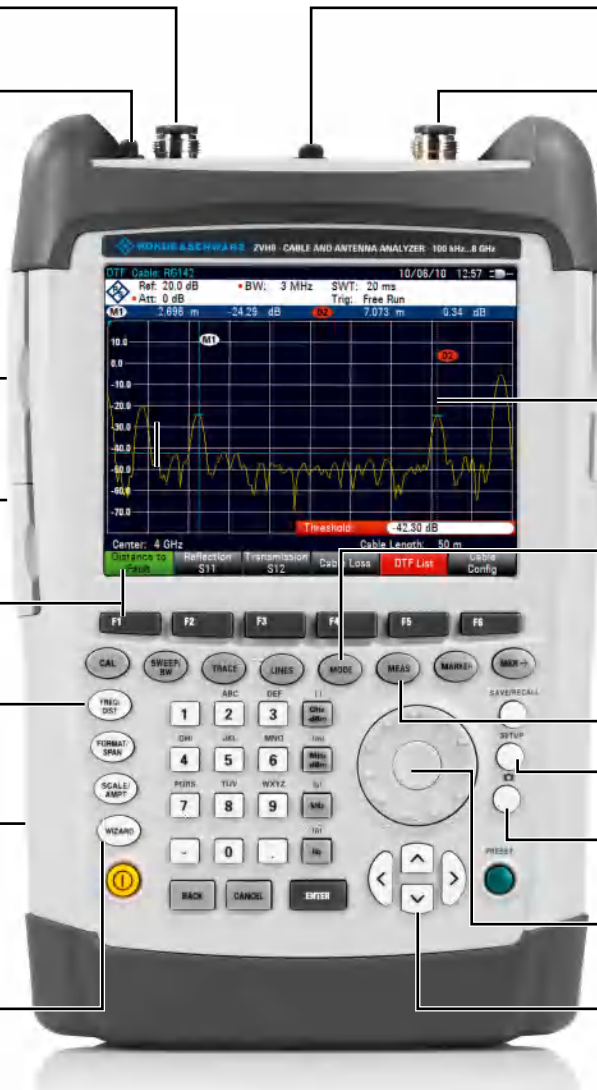 ROHDE&SCHWARZ ZVH8 · CABLE AND ANTENNA ANALYZER · 100 kHz...8 GHz
DTF Cable: RG142 10/06/10 12:57
Ref: 20.0 dB • BW: 3 MHz SWT: 20 ms
• Att: 0 dB Trig: Free Run
M1 2.696 m -24.29 dB D2 7.073 m 0.34 dB
M1
D2
10.0
0.0
-10.0
-20.0
-30.0
-40.0
-50.0
-60.0
-70.0
Threshold: -42.30 dB
Center: 4 GHz Cable Length: 50 m
Distance to Fault
Reflection S11
Transmission S12
Cable Loss
DTF List
Cable Config
F1 F2 F3 F4 F5 F6
CAL
SWEEP/BW
TRACE
LINES
MODE
MEAS
MARKER
MKR→
FREQ/DIST
FORMAT/SPAN
SCALE/AMPT
WIZARD
ABC DEF
1 2 3 GHz dBm
GHI JKL MNO
4 5 6 MHz dBm
PQRS TUV WXYZ
7 8 9 kHz
- 0 . Hz
BACK CANCEL ENTER
SAVE/RECALL
SETUP
PRESET